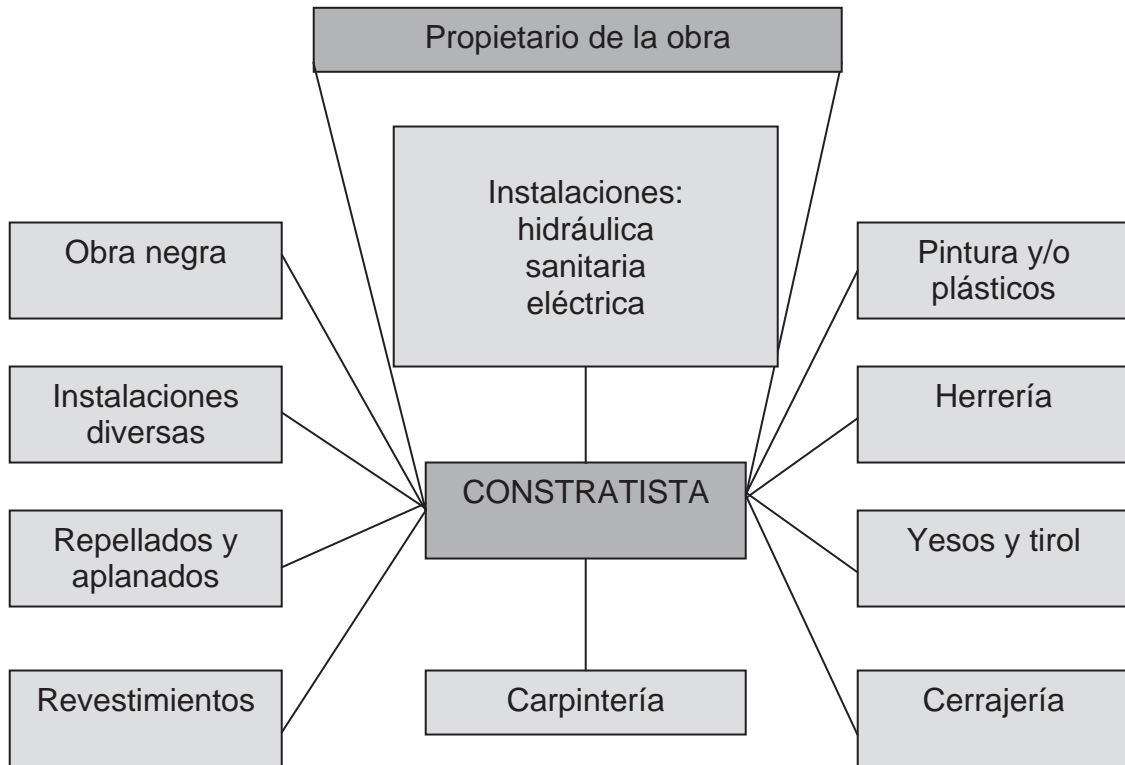 Propietario de la obra
Instalaciones:
hidráulica
sanitaria
eléctrica
Obra negra
Pintura y/o
plásticos
Instalaciones
diversas
Herrería
CONSTRATISTA
Repellados y
aplanados
Yesos y tirol
Revestimientos
Carpintería
Cerrajería